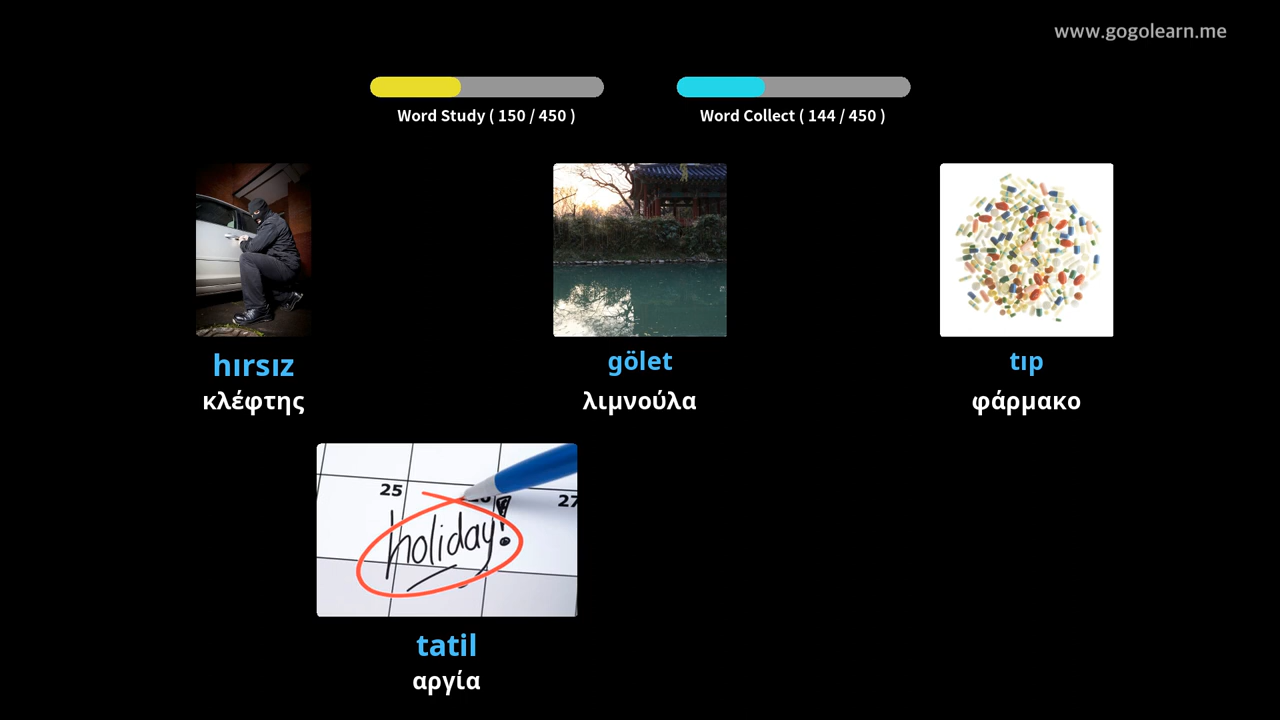 www.gogolearn.me
Word Study ( 150 / 450 )
Word Collect ( 144 / 450 )
hırsız
κλέφτης
gölet
λιμνούλα
tıp
φάρμακο
25
27
holiday!
tatil
αργία